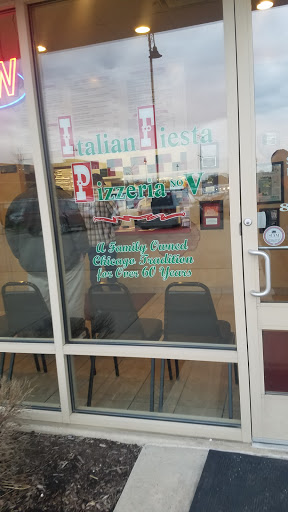 W
Italian Fiesta
Pizzeria No V
A Family Owned
Chicago Tradition
for Over 60 Years